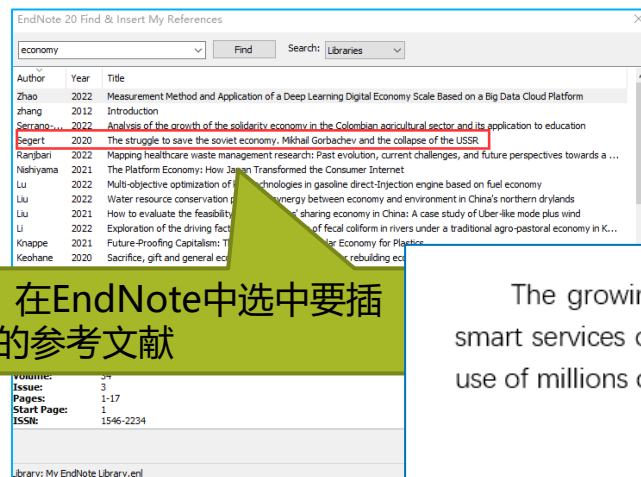 EndNote 20 Find & Insert My References
economy
Find
Search:
Libraries
Author Year Title
Zhao 2022 Measurement Method and Application of a Deep Learning Digital Economy Scale Based on a Big Data Cloud Platform
zhang 2012 Introduction
Serrano-... 2022 Analysis of the growth of the solidarity economy in the Colombian agricultural sector and its application to education
Segert 2020 The struggle to save the soviet economy. Mikhail Gorbachev and the collapse of the USSR
Ranjbari 2022 Mapping healthcare waste management research: Past evolution, current challenges, and future perspectives towards a ...
Nishiyama 2021 The Platform Economy: How Japan Transformed the Consumer Internet
Lu 2022 Multi-objective optimization of technologies in gasoline direct-Injection engine based on fuel economy
Liu 2022 Water resource conservation synergy between economy and environment in China's northern drylands
Liu 2021 How to evaluate the feasibility sharing economy in China: A case study of Uber-like mode plus wind
Li 2022 Exploration of the driving of fecal coliform in rivers under a traditional agro-pastoral economy in K...
Knappe 2021 Future-Proofing Capitalism: Economy for Plastics
Keohane 2020 Sacrifice, gift and general rebuilding
在EndNote中选中要插
的参考文献
Volume: 34
Issue: 3
Pages: 1-17
Start Page: 1
ISSN: 1546-2234
Library: My EndNote Library.enl
The
smart services
use of millions